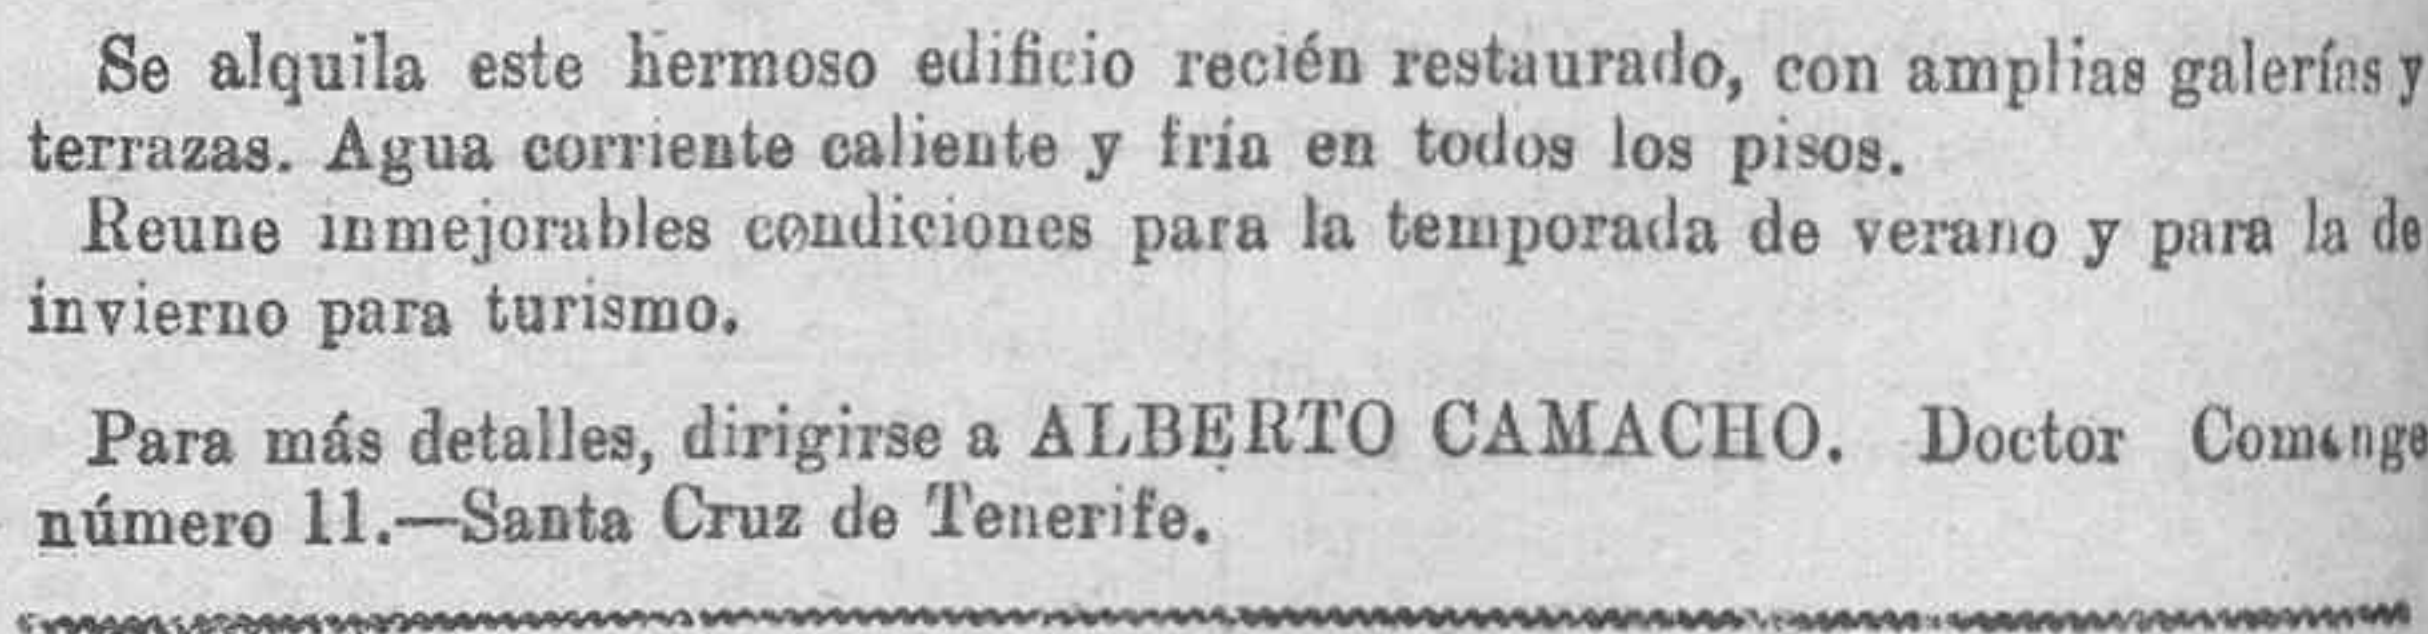 Se alquila este hermoso edificio recién restaurado, con amplias galerías y
terrazas. Agua corriente caliente y fría en todos los pisos.
Reune inmejorables condiciones para la temporada de verano y para la de
invierno para turismo.
Para más detalles, dirigirse a ALBERTO CAMACHO. Doctor Comenge
número 11.—Santa Cruz de Tenerife.